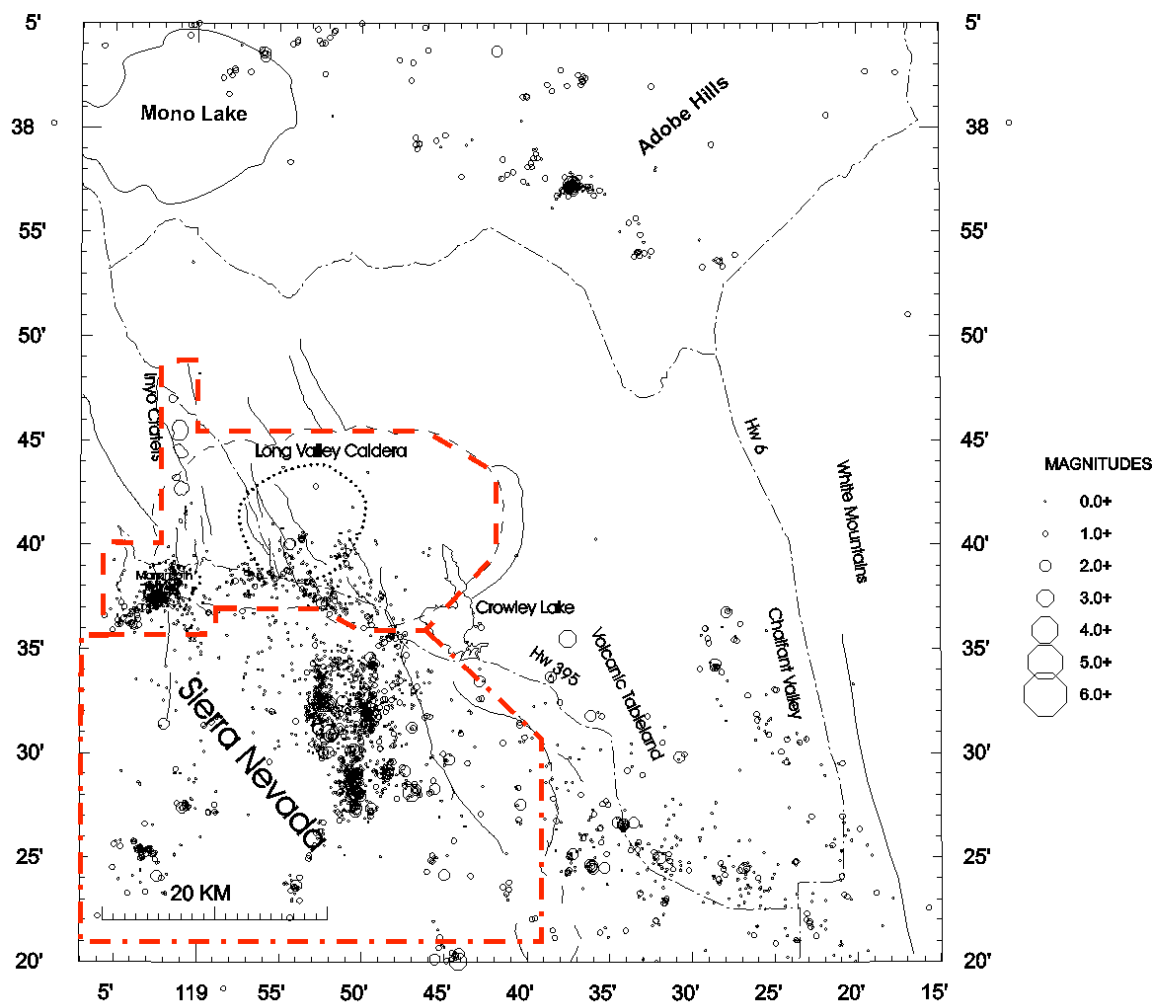 5' 5'
Mono Lake
Adobe Hills
38 38
55' 55'
50' 50'
Inyo Craters
45' 45'
Long Valley Caldera
Hw 6
White Mountains
MAGNITUDES
0.0+
1.0+
2.0+
3.0+
4.0+
5.0+
6.0+
40' 40'
Crowley Lake
35' 35'
Hw 395
Volcanic Tableland
Chalfant Valley
Sierra Nevada
30' 30'
25' 25'
20 KM
20' 20'
5' 119 ° 55' 50' 45' 40' 35' 30' 25' 20' 15'